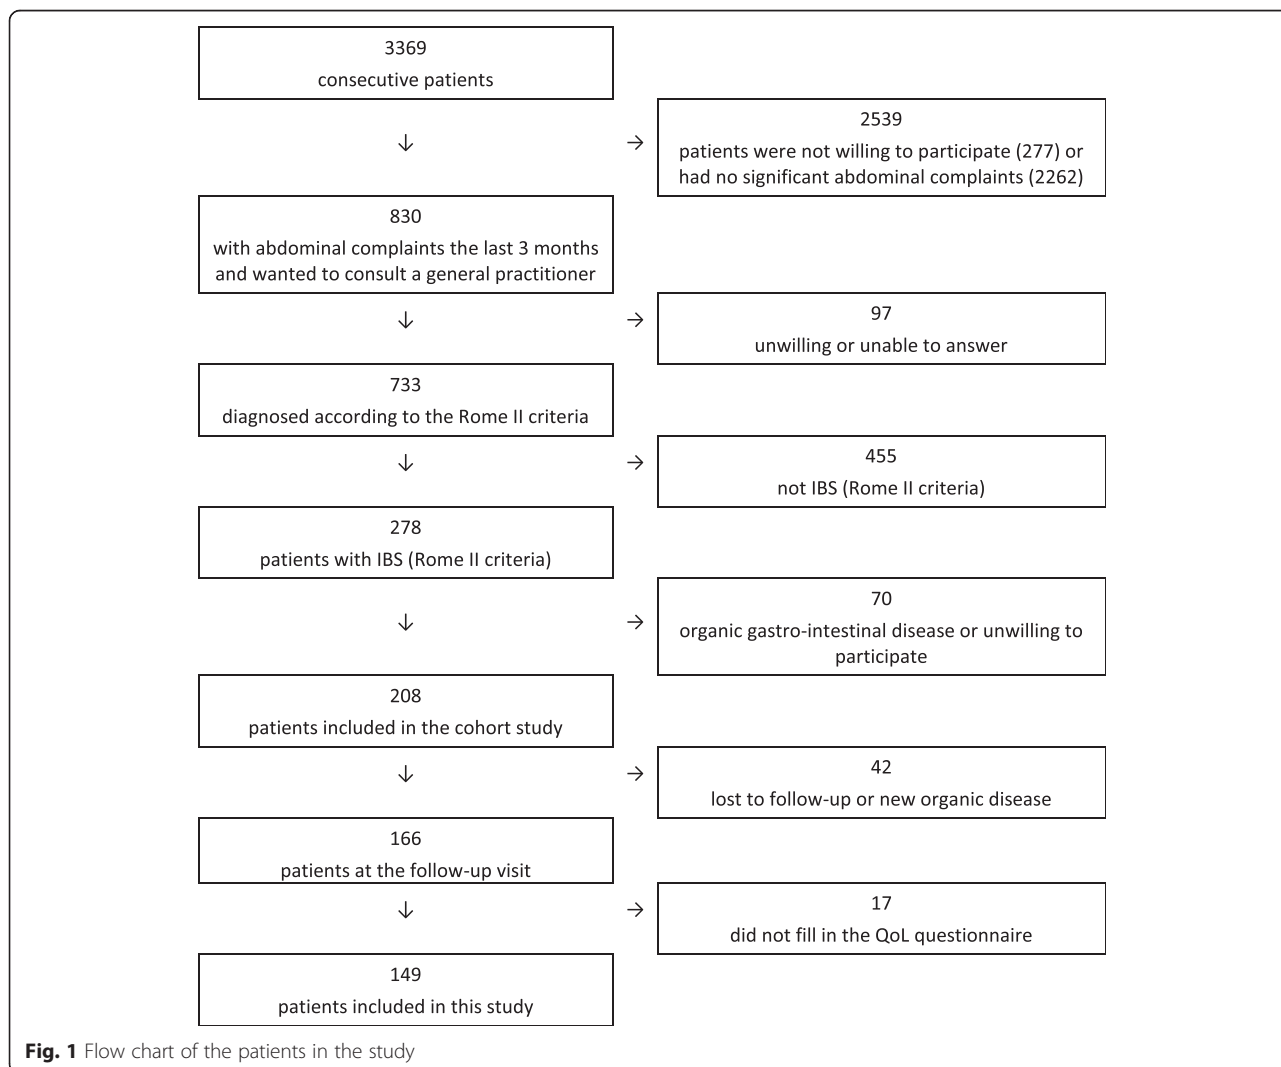 3369
consecutive patients
↓
→
2539
patients were not willing to participate (277) or
had no significant abdominal complaints (2262)
830
with abdominal complaints the last 3 months
and wanted to consult a general practitioner
↓
→
97
unwilling or unable to answer
733
diagnosed according to the Rome II criteria
↓
→
455
not IBS (Rome II criteria)
278
patients with IBS (Rome II criteria)
↓
→
70
organic gastro-intestinal disease or unwilling to
participate
208
patients included in the cohort study
↓
→
42
lost to follow-up or new organic disease
166
patients at the follow-up visit
↓
→
17
did not fill in the QoL questionnaire
149
patients included in this study
Fig. 1 Flow chart of the patients in the study